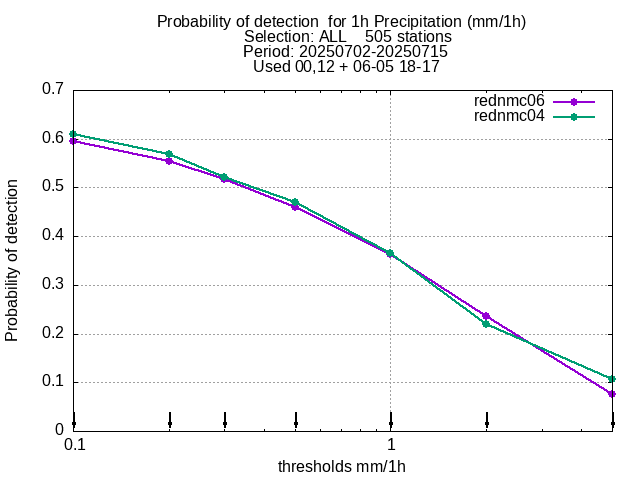 Probability of detection  for 1h Precipitation (mm/1h)
Selection: ALL    505 stations
Period: 20250702-20250715
Used 00,12 + 06-05 18-17
rednmc06
rednmc04
0.7
0.6
0.5
0.4
0.3
0.2
0.1
0
Probability of detection
0.1
1
thresholds mm/1h